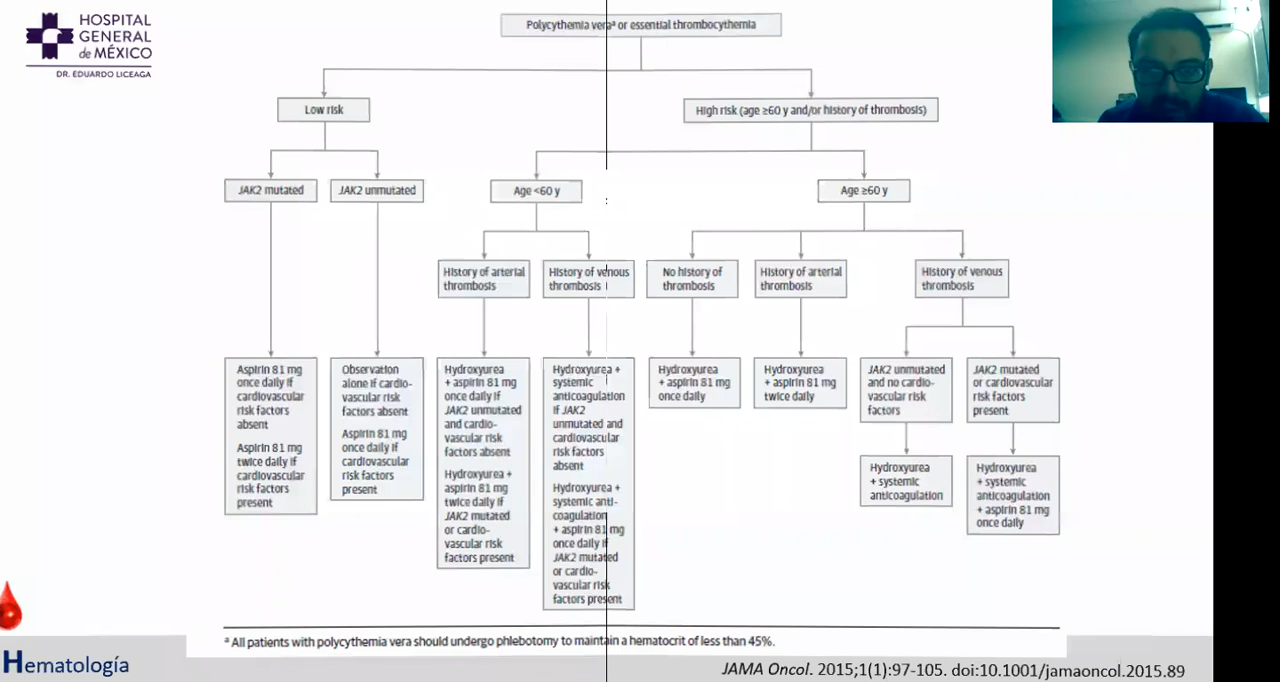 HOSPITAL
GENERAL
de MÉXICO
DR. EDUARDO LICEAGA
Polycythemia veraª or essential thrombocythemia
Low risk
High risk (age ≥60 y and/or history of thrombosis)
JAK2 mutated
JAK2 unmutated
Age <60 y
Age ≥60 y
History of arterial
thrombosis
History of venous
thrombosis
No history of
thrombosis
History of arterial
thrombosis
History of venous
thrombosis
Aspirin 81 mg
once daily if
cardiovascular
risk factors
absent
Aspirin 81 mg
twice daily if
cardiovascular
risk factors
present
Observation
alone if cardio-
vascular risk
factors absent
Aspirin 81 mg
once daily if
cardiovascular
risk factors
present
Hydroxyurea
+ aspirin 81 mg
once daily if
JAK2 unmutated
and cardio-
vascular risk
factors absent
Hydroxyurea +
aspirin 81 mg
twice daily if
JAK2 mutated
or cardio-
vascular risk
factors present
Hydroxyurea +
systemic
anticoagulation
if JAK2
unmutated and
cardiovascular
risk factors
absent
Hydroxyurea +
systemic anti-
coagulation
+ aspirin 81 mg
once daily if
JAK2 mutated
or cardio-
vascular risk
factors present
Hydroxyurea
+ aspirin 81 mg
once daily
Hydroxyurea
+ aspirin 81 mg
twice daily
JAK2 unmutated
and no cardio-
vascular risk
factors
JAK2 mutated
or cardiovascular
risk factors
present
Hydroxyurea
+ systemic
anticoagulation
Hydroxyurea
+ systemic
anticoagulation
+ aspirin 81 mg
once daily
ª All patients with polycythemia vera should undergo phlebotomy to maintain a hematocrit of less than 45%.
Hematología
JAMA Oncol. 2015;1(1):97-105. doi:10.1001/jamaoncol.2015.89